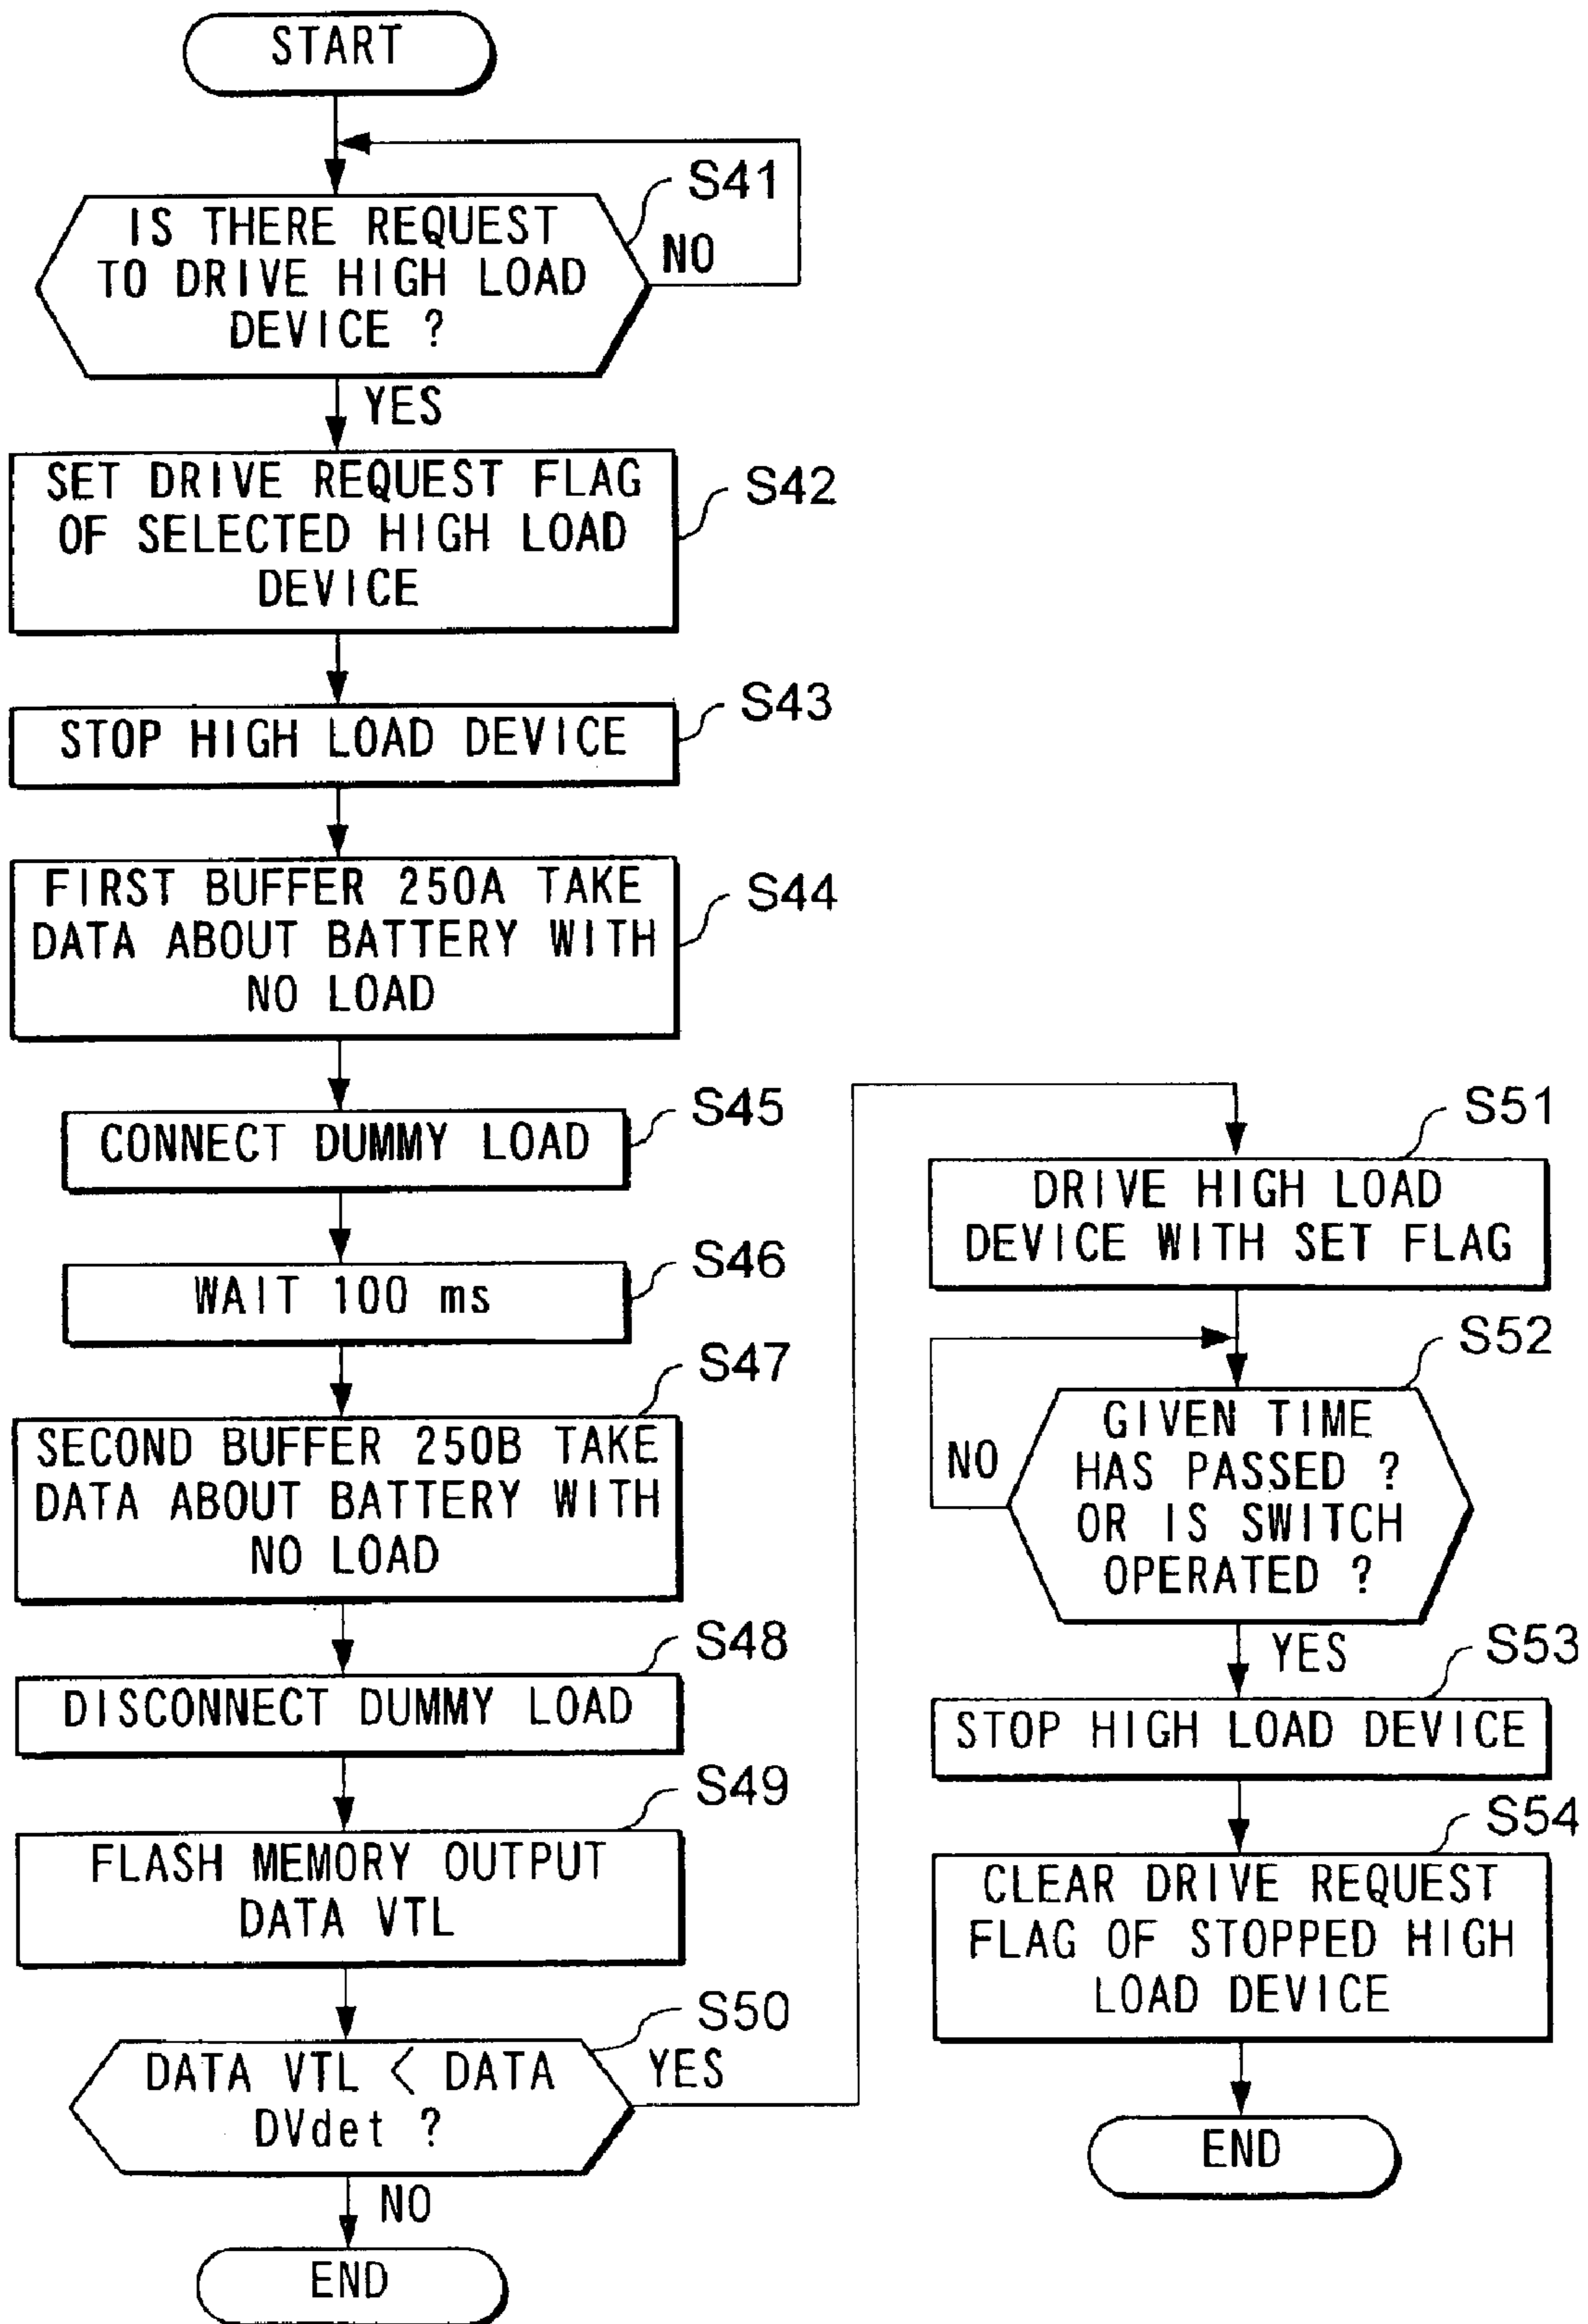 START
S41
IS THERE REQUEST
TO DRIVE HIGH LOAD
DEVICE ?
NO
YES
SET DRIVE REQUEST FLAG
OF SELECTED HIGH LOAD
DEVICE
S42
S43
STOP HIGH LOAD DEVICE
FIRST BUFFER 250A TAKE
DATA ABOUT BATTERY WITH
NO LOAD
S44
S45
CONNECT DUMMY LOAD
S46
WAIT 100 ms
S47
SECOND BUFFER 250B TAKE
DATA ABOUT BATTERY WITH
NO LOAD
S48
DISCONNECT DUMMY LOAD
S49
FLASH MEMORY OUTPUT
DATA VTL
S50
DATA VTL < DATA
DVdet ?
YES
NO
END
S51
DRIVE HIGH LOAD
DEVICE WITH SET FLAG
S52
GIVEN TIME
HAS PASSED ?
OR IS SWITCH
OPERATED ?
NO
YES
S53
STOP HIGH LOAD DEVICE
S54
CLEAR DRIVE REQUEST
FLAG OF STOPPED HIGH
LOAD DEVICE
END